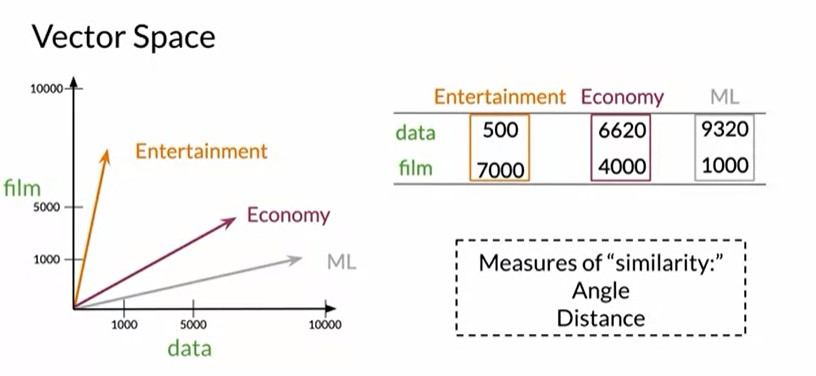 Vector Space
10000
Entertainment
film
5000
Economy
1000
ML
1000 5000 10000
data
Entertainment Economy ML
data 500 6620 9320
film 7000 4000 1000
Measures of “similarity:”
Angle
Distance